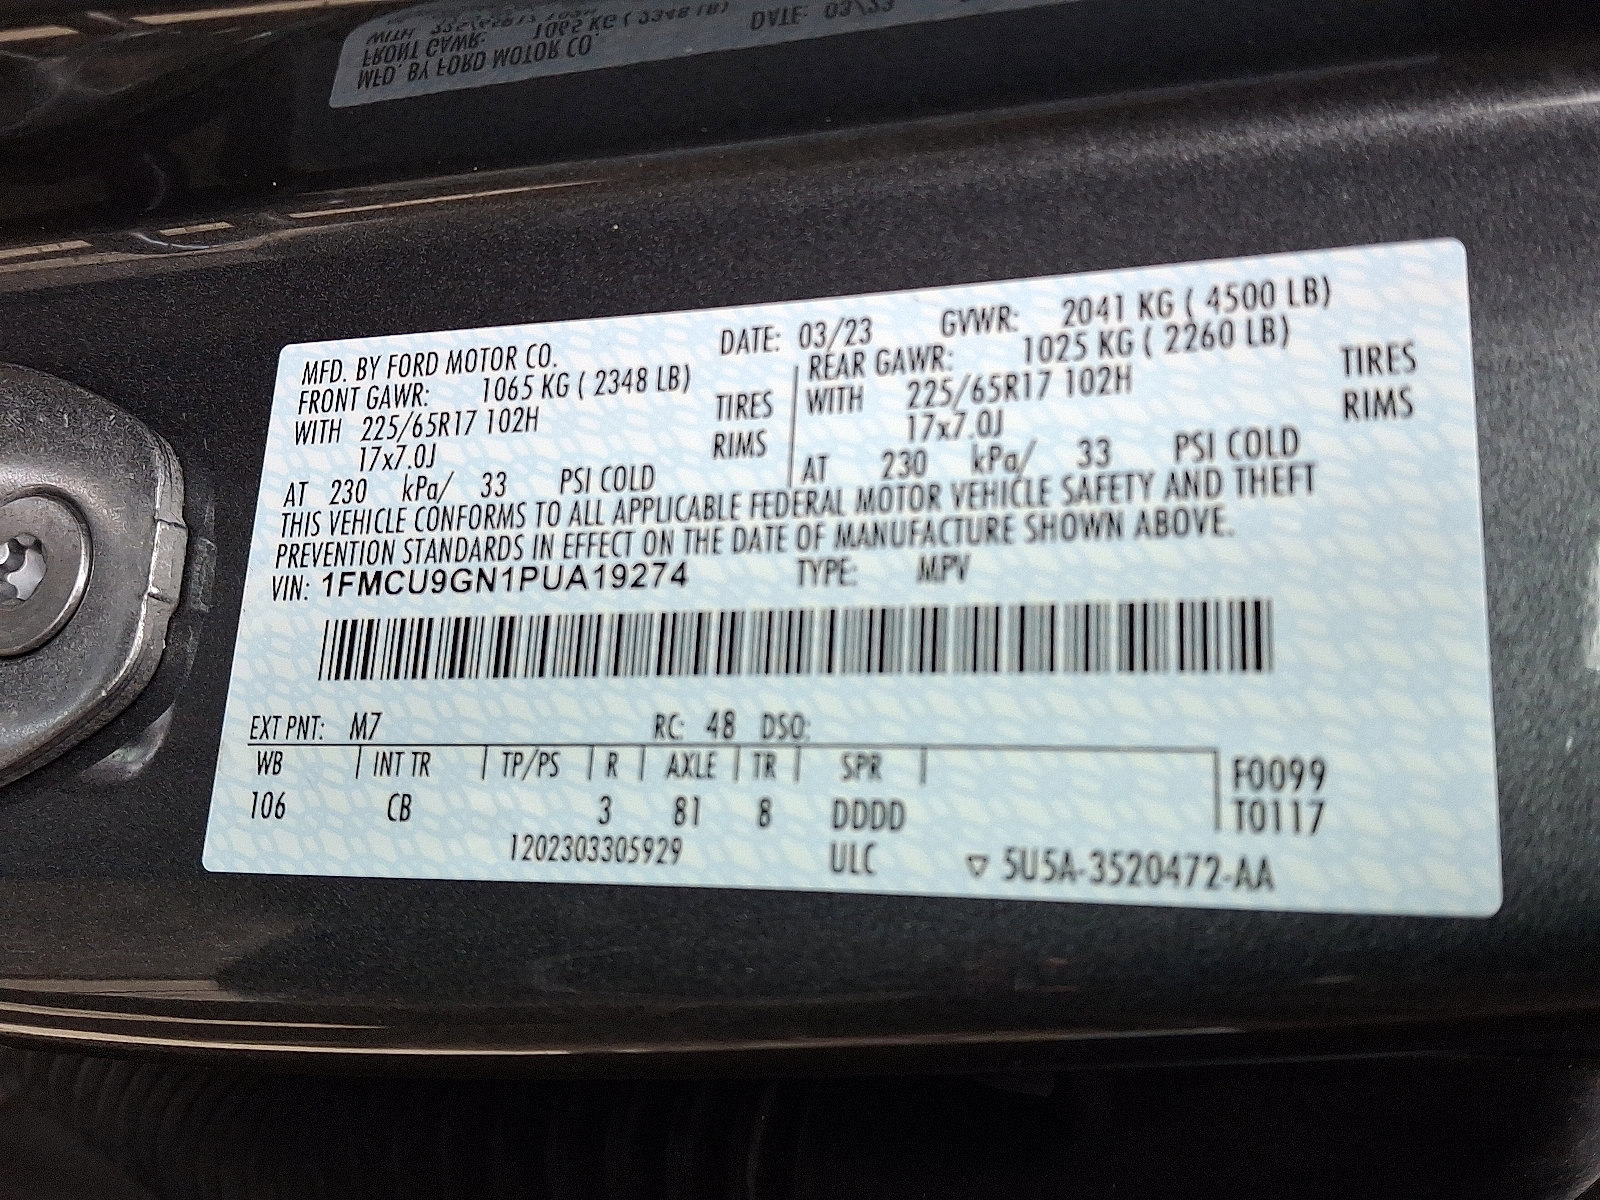 MFD. BY FORD MOTOR CO. DATE: 03/23 GVWR: 2041 KG ( 4500 LB)
FRONT GAWR: 1065 KG ( 2348 LB) REAR GAWR: 1025 KG ( 2260 LB)
WITH 225/65R17 102H TIRES WITH 225/65R17 102H TIRES
17x7.0J RIMS 17x7.0J RIMS
AT 230 kPa/ 33 PSI COLD AT 230 kPa/ 33 PSI COLD
THIS VEHICLE CONFORMS TO ALL APPLICABLE FEDERAL MOTOR VEHICLE SAFETY AND THEFT
PREVENTION STANDARDS IN EFFECT ON THE DATE OF MANUFACTURE SHOWN ABOVE.
VIN: 1FMCU9GN1PUA19274 TYPE: MPV
EXT PNT: M7 RC: 48 DSO:
WB INT TR TP/PS R AXLE TR SPR F0099
106 CB 3 81 8 DDDD T0117
1202303305929 ULC ▽ 5U5A-3520472-AA